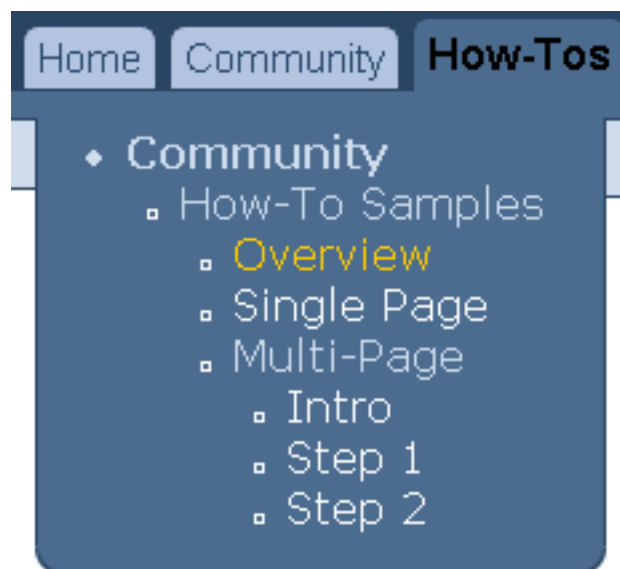 Home Community How-Tos
Community
How-To Samples
Overview
Single Page
Multi-Page
Intro
Step 1
Step 2